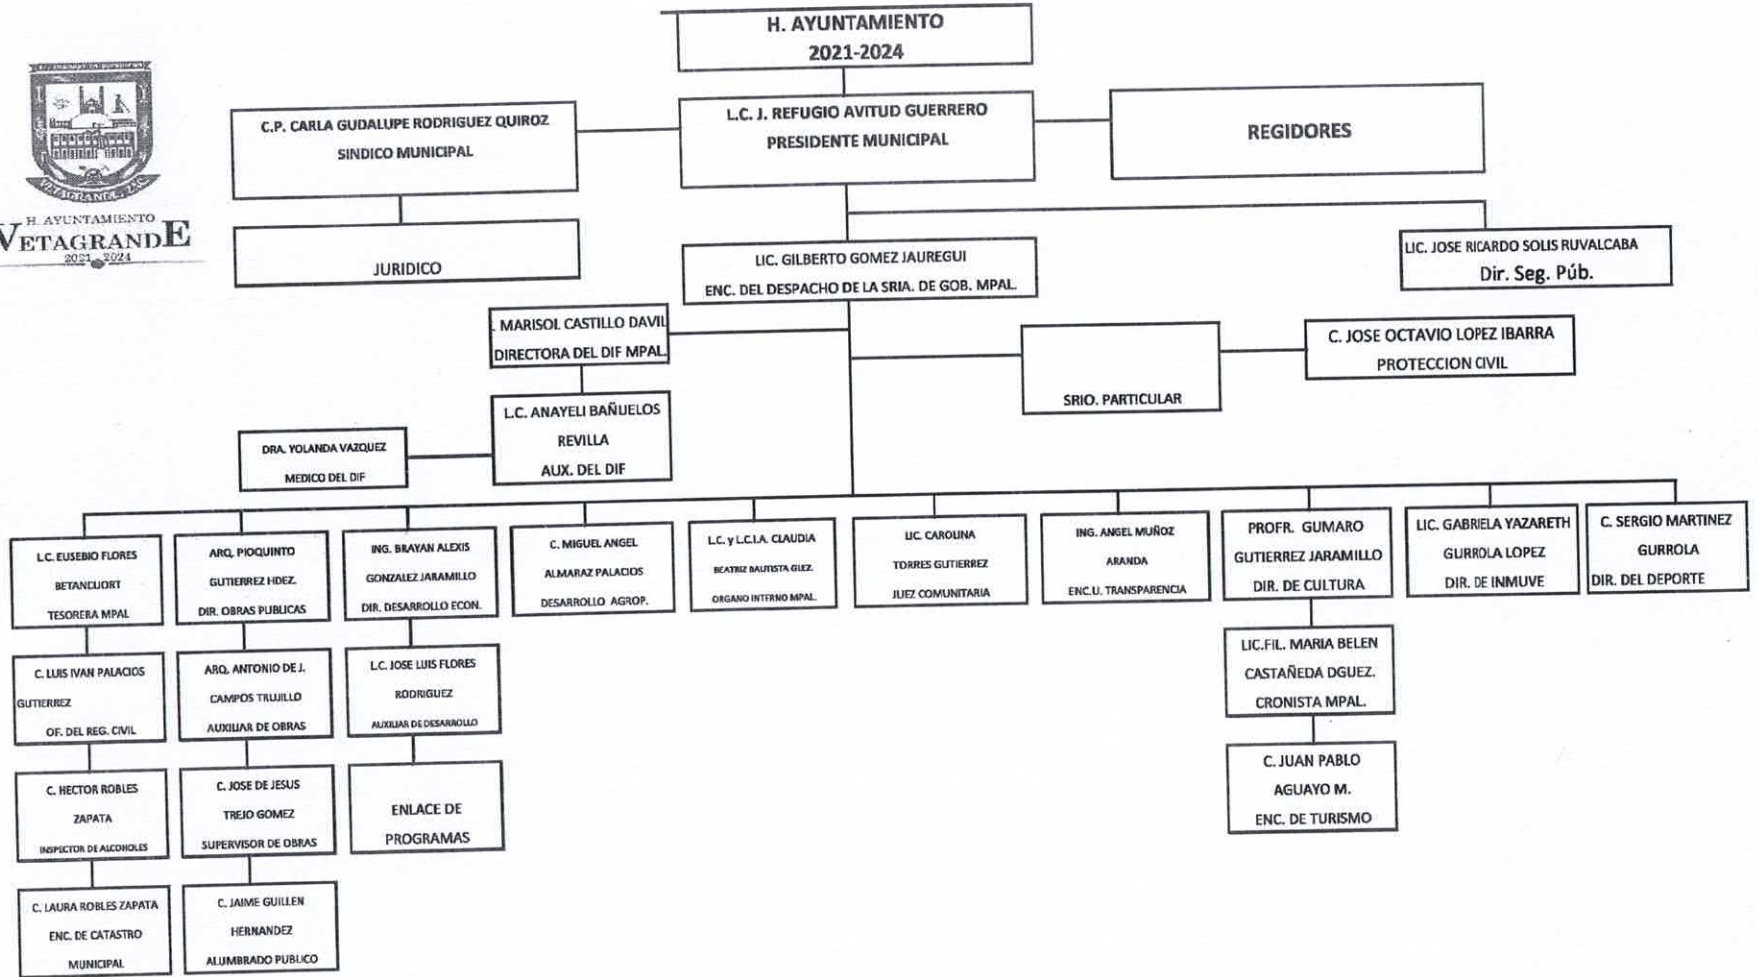 H. AYUNTAMIENTO
2021-2024
H. AYUNTAMIENTO
VETAGRANDE
2021 2024
C.P. CARLA GUDALUPE RODRIGUEZ QUIROZ
SINDICO MUNICIPAL
L.C. J. REFUGIO AVITUD GUERRERO
PRESIDENTE MUNICIPAL
REGIDORES
JURIDICO
LIC. GILBERTO GOMEZ JAUREGUI
ENC. DEL DESPACHO DE LA SRIA. DE GOB. MPAL.
LIC. JOSE RICARDO SOLIS RUVALCABA
Dir. Seg. Púb.
. MARISOL CASTILLO DAVIL
DIRECTORA DEL DIF MPAL.
SRIO. PARTICULAR
C. JOSE OCTAVIO LOPEZ IBARRA
PROTECCION CIVIL
L.C. ANAYELI BAÑUELOS
REVILLA
AUX. DEL DIF
DRA. YOLANDA VAZQUEZ
MEDICO DEL DIF
L.C. EUSEBIO FLORES
BETANCUORT
TESORERA MPAL
ARQ. PIOQUINTO
GUTIERREZ HDEZ.
DIR. OBRAS PUBLICAS
ING. BRAYAN ALEXIS
GONZALEZ JARAMILLO
DIR. DESARROLLO ECON.
C. MIGUEL ANGEL
ALMARAZ PALACIOS
DESARROLLO AGROP.
L.C. y L.C.I.A. CLAUDIA
BEATRIZ BAUTISTA GLEZ.
ORGANO INTERNO MPAL.
LIC. CAROLINA
TORRES GUTIERREZ
JUEZ COMUNITARIA
ING. ANGEL MUÑOZ
ARANDA
ENC.U. TRANSPARENCIA
PROFR. GUMARO
GUTIERREZ JARAMILLO
DIR. DE CULTURA
LIC. GABRIELA YAZARETH
GURROLA LOPEZ
DIR. DE INMUVE
C. SERGIO MARTINEZ
GURROLA
DIR. DEL DEPORTE
C. LUIS IVAN PALACIOS
GUTIERREZ
OF. DEL REG. CIVIL
ARQ. ANTONIO DE J.
CAMPOS TRUJILLO
AUXILIAR DE OBRAS
L.C. JOSE LUIS FLORES
RODRIGUEZ
AUXILIAR DE DESARROLLO
LIC.FIL. MARIA BELEN
CASTAÑEDA DGUEZ.
CRONISTA MPAL.
C. HECTOR ROBLES
ZAPATA
INSPECTOR DE ALCOHOLES
C. JOSE DE JESUS
TREJO GOMEZ
SUPERVISOR DE OBRAS
ENLACE DE
PROGRAMAS
C. JUAN PABLO
AGUAYO M.
ENC. DE TURISMO
C. LAURA ROBLES ZAPATA
ENC. DE CATASTRO
MUNICIPAL
C. JAIME GUILLEN
HERNANDEZ
ALUMBRADO PUBLICO